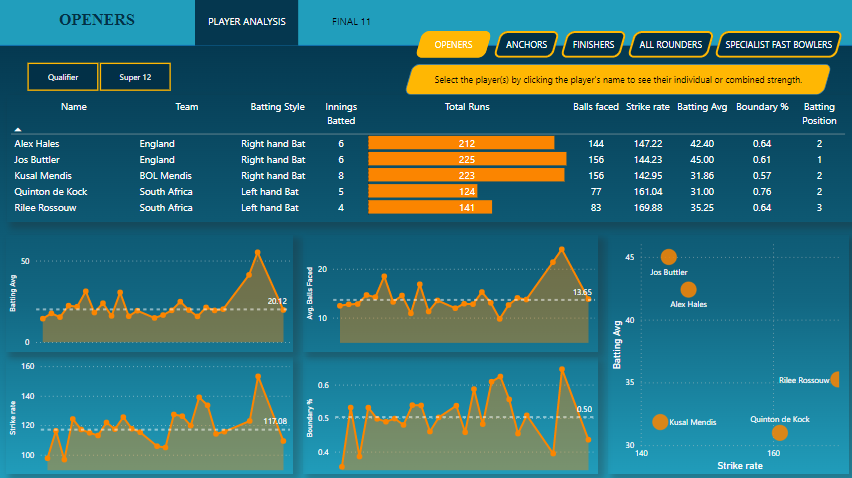 OPENERS
PLAYER ANALYSIS
FINAL 11
OPENERS
ANCHORS
FINISHERS
ALL ROUNDERS
SPECIALIST FAST BOWLERS
Qualifier
Super 12
Select the player(s) by clicking the player's name to see their individual or combined strength.
Name Team Batting Style Innings Batted Total Runs Balls faced Strike rate Batting Avg Boundary % Batting Position
Alex Hales England Right hand Bat 6 212 144 147.22 42.40 0.64 2
Jos Buttler England Right hand Bat 6 225 156 144.23 45.00 0.61 1
Kusal Mendis BOL Mendis Right hand Bat 8 223 156 142.95 31.86 0.57 2
Quinton de Kock South Africa Left hand Bat 5 124 77 161.04 31.00 0.76 2
Rilee Rossouw South Africa Left hand Bat 4 141 83 169.88 35.25 0.64 3
Batting Avg
50
0
20.12
Avg. Balls Faced
20
10
13.65
Strike rate
160
140
120
100
117.08
Boundary %
0.6
0.5
0.4
0.50
Batting Avg
45
40
35
30
Jos Buttler
Alex Hales
Rilee Rossouw
Kusal Mendis
Quinton de Kock
140
160
Strike rate